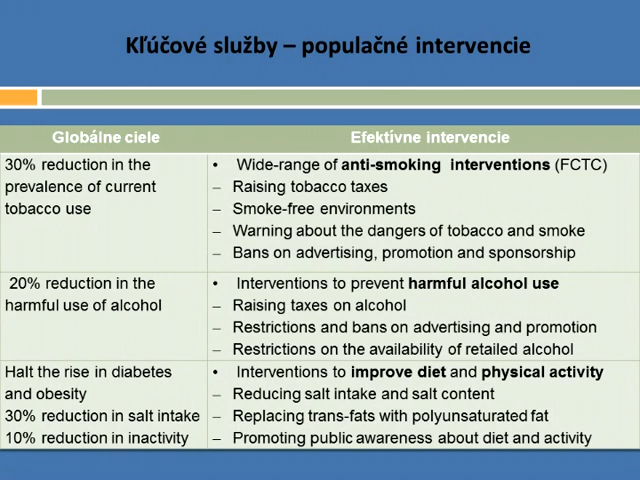 Kľúčové služby – populačné intervencie
Globálne ciele
Efektívne intervencie
30% reduction in the
prevalence of current
tobacco use
• Wide-range of anti-smoking interventions (FCTC)
– Raising tobacco taxes
– Smoke-free environments
– Warning about the dangers of tobacco and smoke
– Bans on advertising, promotion and sponsorship
20% reduction in the
harmful use of alcohol
• Interventions to prevent harmful alcohol use
– Raising taxes on alcohol
– Restrictions and bans on advertising and promotion
– Restrictions on the availability of retailed alcohol
Halt the rise in diabetes
and obesity
30% reduction in salt intake
10% reduction in inactivity
• Interventions to improve diet and physical activity
– Reducing salt intake and salt content
– Replacing trans-fats with polyunsaturated fat
– Promoting public awareness about diet and activity